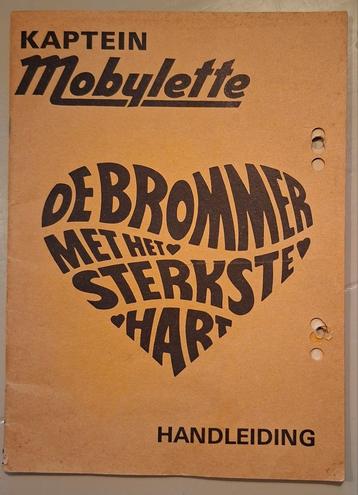 KAPTEIN
Mobylette
DE BROMMER
MET HET
STERKSTE
HART
HANDLEIDING